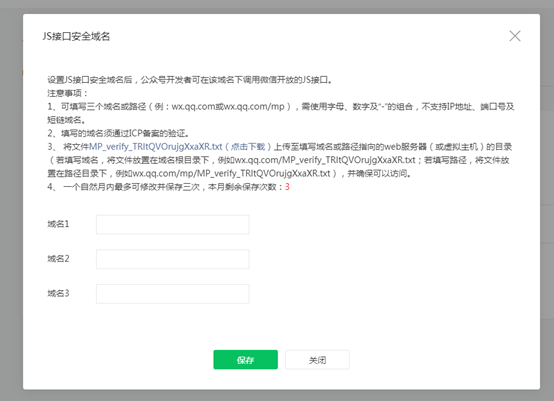 JS接口安全域名
设置JS接口安全域名后，公众号开发者可在该域名下调用微信开放的JS接口。
注意事项：
1、可填写三个域名或路径（例：wx.qq.com或wx.qq.com/mp），需使用字母、数字及“-”的组合，不支持IP地址、端口号及
短链域名。
2、填写的域名须通过ICP备案的验证。
3、 将文件MP_verify_TRltQVOrujgXxaXR.txt（点击下载）上传至填写域名或路径指向的web服务器（或虚拟主机）的目录
（若填写域名，将文件放置在域名根目录下，例如wx.qq.com/MP_verify_TRltQVOrujgXxaXR.txt；若填写路径，将文件放
置在路径目录下，例如wx.qq.com/mp/MP_verify_TRltQVOrujgXxaXR.txt），并确保可以访问。
4、 一个自然月内最多可修改并保存三次，本月剩余保存次数：3
域名1
域名2
域名3
保存 关闭